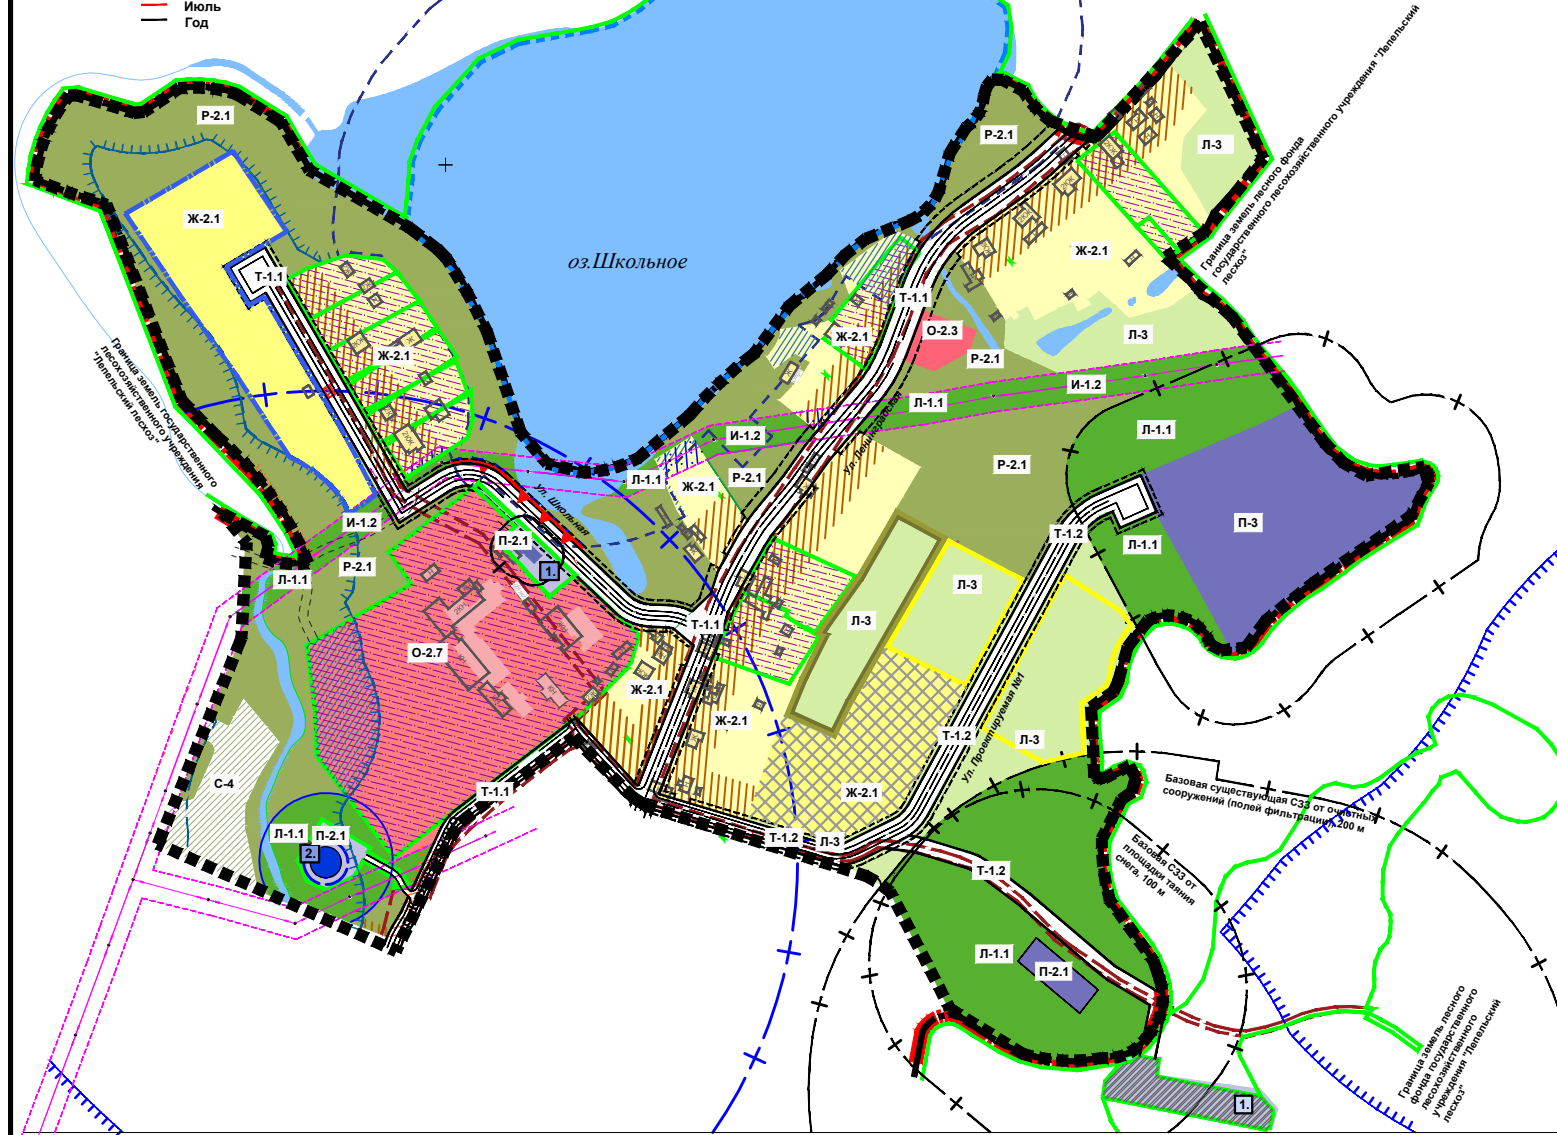 Июль
Год
Р-2.1
Р-2.1
Л-3
Граница земель лесного фонда
государственного лесохозяйственного учреждения "Лепельский
лесхоз"
Ж-2.1
оз.Школьное
Ж-2.1
Т-1.1
Т-1.1
О-2.3
Ж-2.1
Л-3
Ж-2.1
Р-2.1
Граница земель государственного
лесохозяйственного учреждения
"Лепельский лесхоз"
И-1.2
Л-1.1
Ул. Ленинградская
И-1.2
Л-1.1
Р-2.1
Р-2.1
Л-1.1
Ж-2.1
Ул. Школьная
И-1.2
П-3
П-2.1
Т-1.2
Л-1.1
Р-2.1
1.
Л-1.1
Л-3
Л-3
Т-1.1
О-2.7
Ж-2.1
Ж-2.1
Ул. Проектируемая №1
Т-1.2
Л-3
С-4
Т-1.1
Ж-2.1
Базовая существующая СЗЗ от очистных
сооружений (полей фильтрации), 200 м
Л-1.1
П-2.1
2.
Т-1.2
Л-3
Базовая СЗЗ от
площадки таяния
снега, 100 м
Т-1.2
Л-1.1
П-2.1
Граница земель лесного
фонда государственного
лесохозяйственного
учреждения "Лепельский
лесхоз"
1.